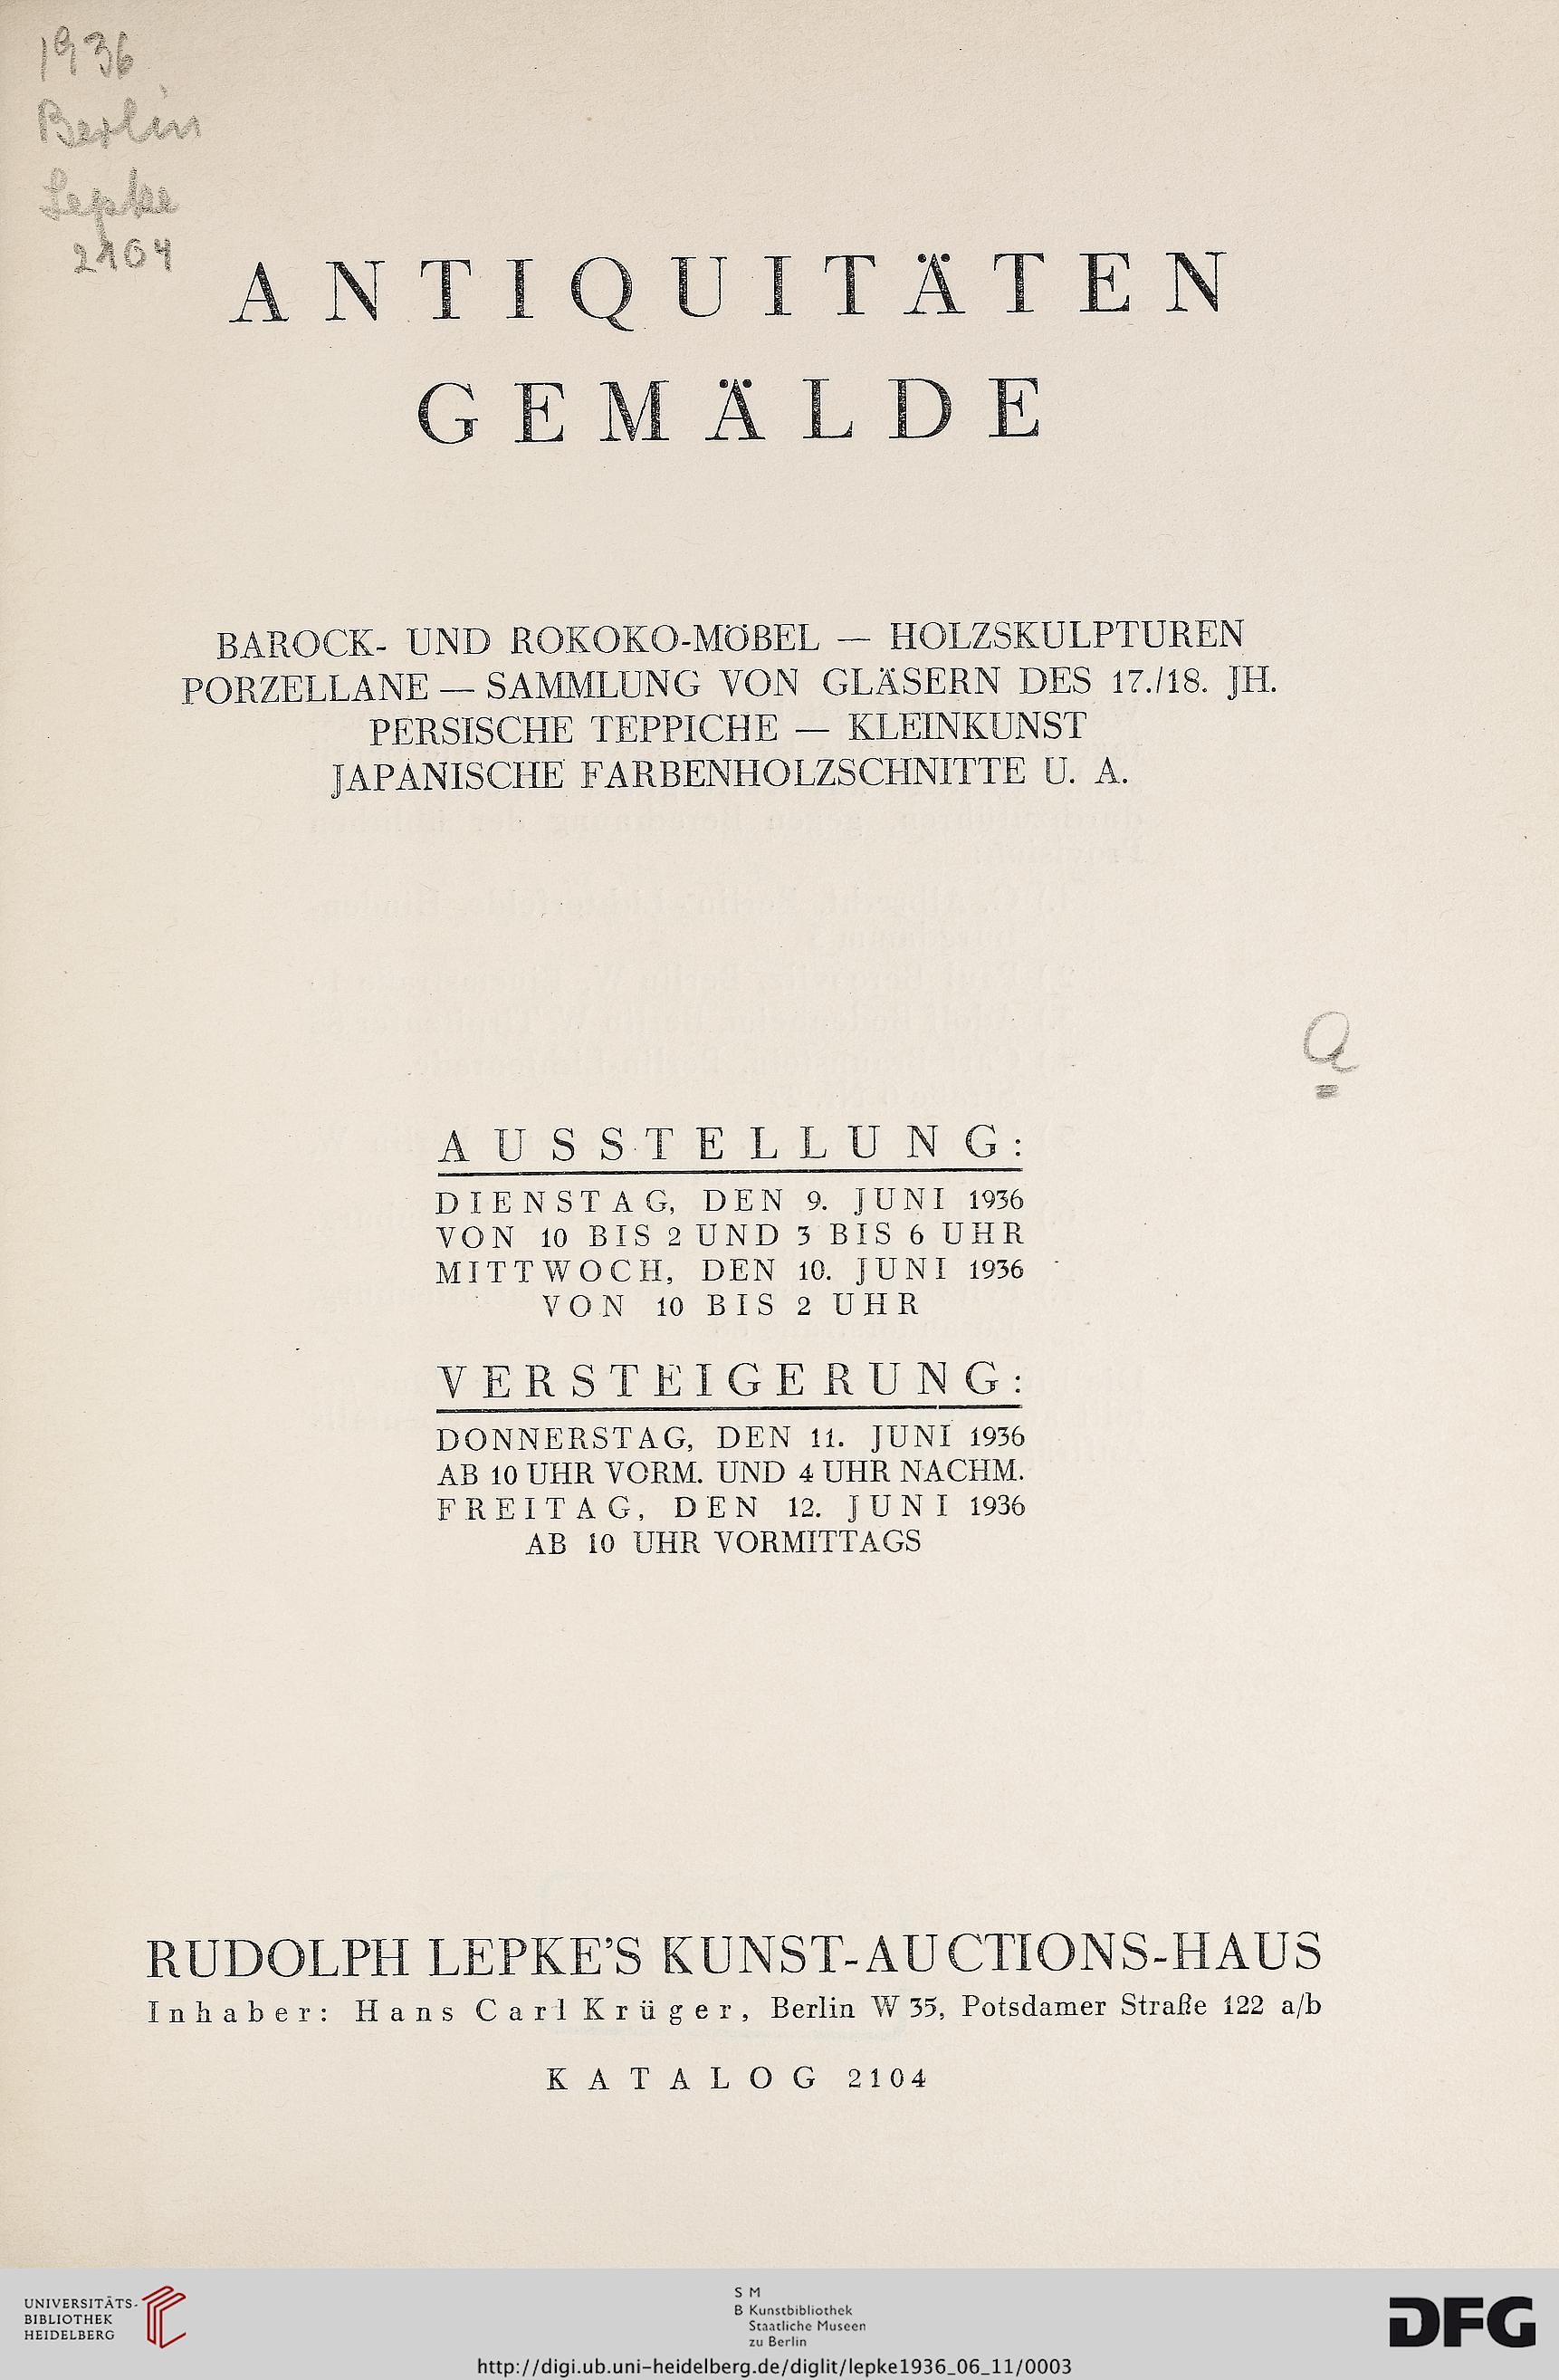 1936
Berlin
Lepke
2104
ANTIQUITÄTEN
GEMÄLDE
BAROCK- UND ROKOKO-MÖBEL — HOLZSKULPTUREN
PORZELLANE — SAMMLUNG VON GLÄSERN DES 17./18. JH.
PERSISCHE TEPPICHE — KLEINKUNST
JAPANISCHE FARBENHOLZSCHNITTE U. A.
Q
AUSSTELLUNG:
DIENSTAG, DEN 9. JUNI 1936
VON 10 BIS 2 UND 3 BIS 6 UHR
MITTWOCH, DEN 10. JUNI 1936
VON 10 BIS 2 UHR
VERSTEIGERUNG:
DONNERSTAG, DEN 11. JUNI 1936
AB 10 UHR VORM. UND 4 UHR NACHM.
FREITAG, DEN 12. JUNI 1936
AB 10 UHR VORMITTAGS
RUDOLPH LEPKE'S KUNST-AUCTIONS-HAUS
Inhaber: Hans Carl Krüger, Berlin W 35, Potsdamer Straße 122 a/b
KATALOG 2104
UNIVERSITÄTS-
BIBLIOTHEK
HEIDELBERG
S M
B Kunstbibliothek
Staatliche Museen
zu Berlin
DFG
http://digi.ub.uni-heidelberg.de/diglit/lepke1936_06_11/0003